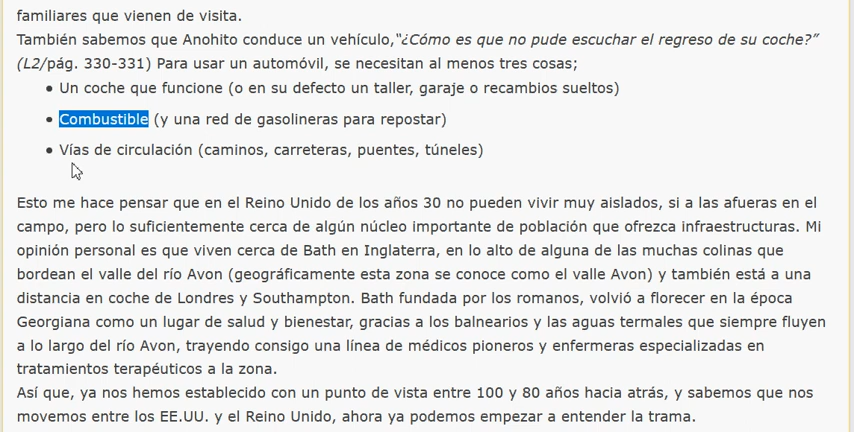 familiares que vienen de visita.
También sabemos que Anohito conduce un vehículo,“¿Cómo es que no pude escuchar el regreso de su coche?”
(L2/pág. 330-331) Para usar un automóvil, se necesitan al menos tres cosas;
• Un coche que funcione (o en su defecto un taller, garaje o recambios sueltos)
• Combustible (y una red de gasolineras para repostar)
• Vías de circulación (caminos, carreteras, puentes, túneles)
Esto me hace pensar que en el Reino Unido de los años 30 no pueden vivir muy aislados, si a las afueras en el
campo, pero lo suficientemente cerca de algún núcleo importante de población que ofrezca infraestructuras. Mi
opinión personal es que viven cerca de Bath en Inglaterra, en lo alto de alguna de las muchas colinas que
bordean el valle del río Avon (geográficamente esta zona se conoce como el valle Avon) y también está a una
distancia en coche de Londres y Southampton. Bath fundada por los romanos, volvió a florecer en la época
Georgiana como un lugar de salud y bienestar, gracias a los balnearios y las aguas termales que siempre fluyen
a lo largo del río Avon, trayendo consigo una línea de médicos pioneros y enfermeras especializadas en
tratamientos terapéuticos a la zona.
Así que, ya nos hemos establecido con un punto de vista entre 100 y 80 años hacia atrás, y sabemos que nos
movemos entre los EE.UU. y el Reino Unido, ahora ya podemos empezar a entender la trama.